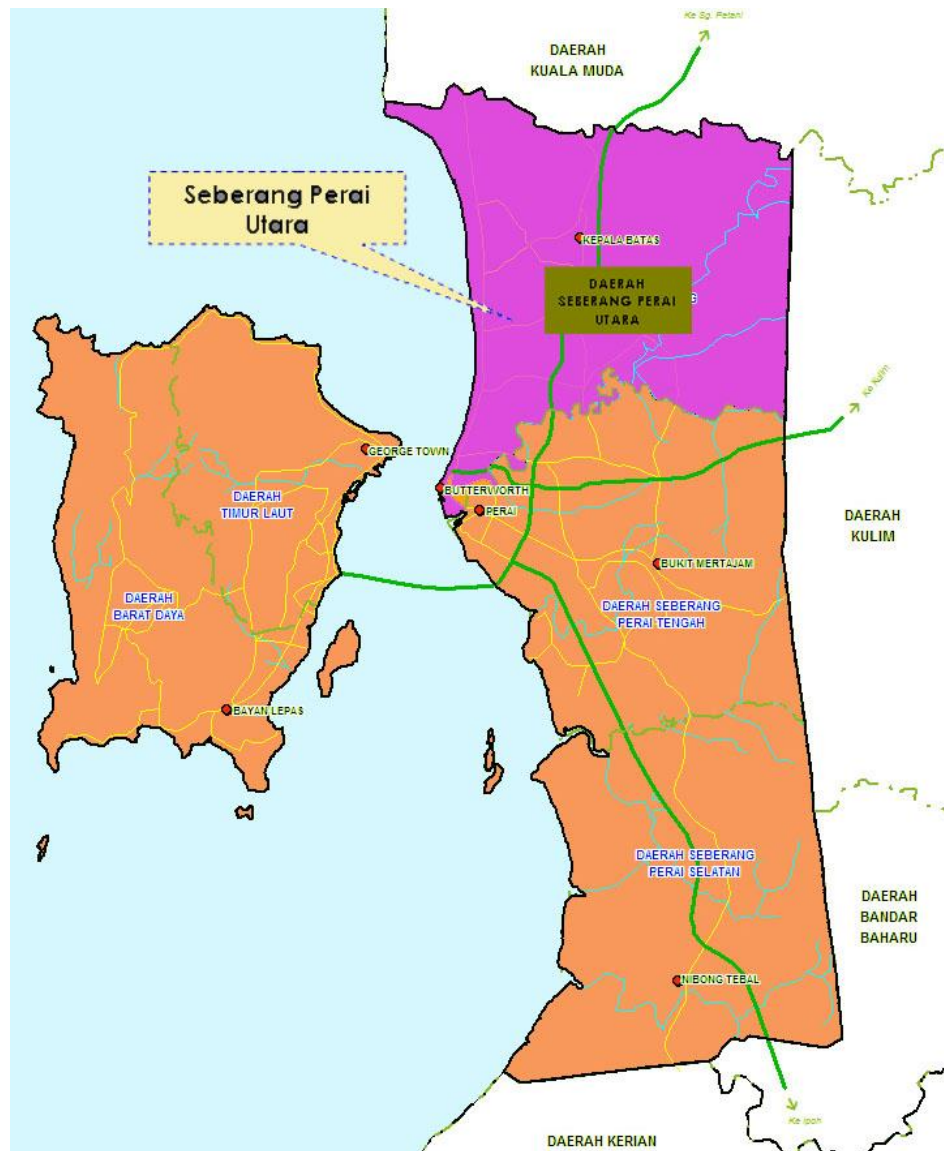 Ke Sg. Petani
DAERAH
KUALA MUDA
Seberang Perai
Utara
KEPALA BATAS
DAERAH
SEBERANG PERAI
UTARA
G
Ke Kulim
GEORGE TOWN
DAERAH
TIMUR LAUT
BUTTERWORTH
PERAI
DAERAH
KULIM
BUKIT MERTAJAM
DAERAH
BARAT DAYA
DAERAH SEBERANG
PERAI TENGAH
BAYAN LEPAS
DAERAH SEBERANG
PERAI SELATAN
DAERAH
BANDAR
BAHARU
NIBONG TEBAL
Ke Ipoh
DAERAH KERIAN